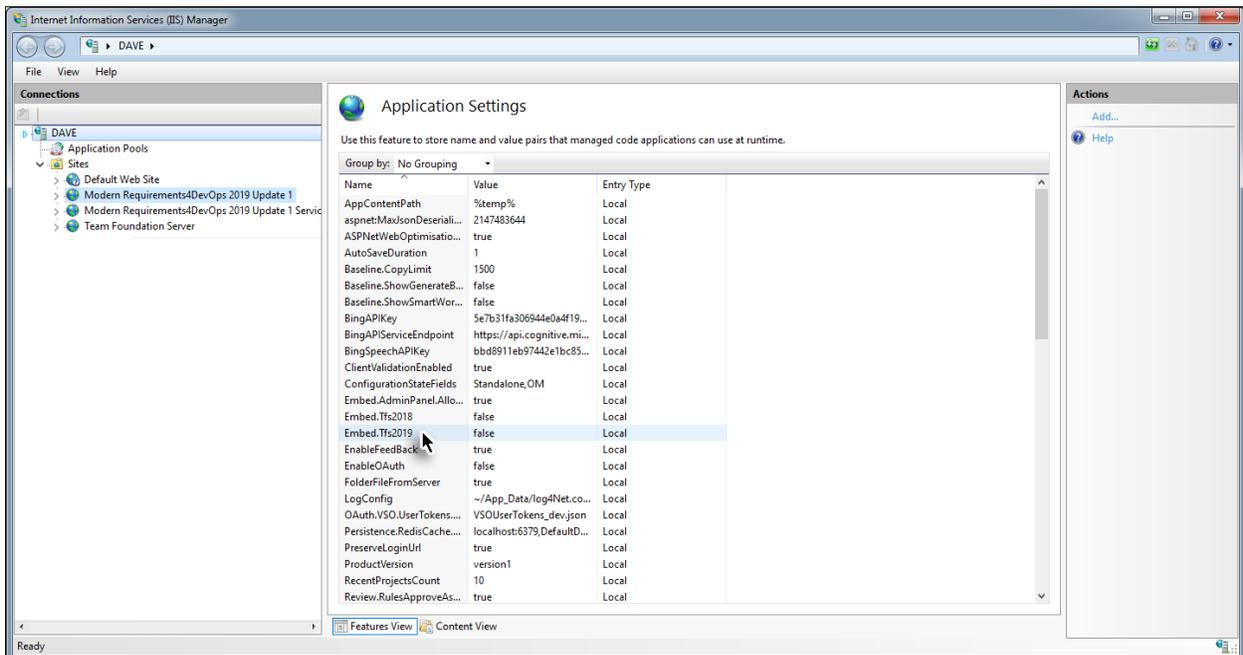 Internet Information Services (IIS) Manager
DAVE
File View Help
Connections
DAVE
Application Pools
Sites
Default Web Site
Modern Requirements4DevOps 2019 Update 1
Modern Requirements4DevOps 2019 Update 1 Servic
Team Foundation Server
Application Settings
Use this feature to store name and value pairs that managed code applications can use at runtime.
Group by: No Grouping
Name Value Entry Type
AppContentPath %temp% Local
aspnet:MaxJsonDeseriali... 2147483644 Local
ASPNetWebOptimisatio... true Local
AutoSaveDuration 1 Local
Baseline.CopyLimit 1500 Local
Baseline.ShowGenerateB... false Local
Baseline.ShowSmartWor... false Local
BingAPIKey 5e7b31fa306944e0a4f19... Local
BingAPIServiceEndpoint https://api.cognitive.mi... Local
BingSpeechAPIKey bbd8911eb97442e1bc85... Local
ClientValidationEnabled true Local
ConfigurationStateFields Standalone,OM Local
Embed.AdminPanel.Allo... true Local
Embed.Tfs2018 false Local
Embed.Tfs2019 false Local
EnableFeedBack true Local
EnableOAuth false Local
FolderFileFromServer true Local
LogConfig ~/App_Data/log4Net.co... Local
OAuth.VSO.UserTokens.... VSOUserTokens_dev.json Local
Persistence.RedisCache.... localhost:6379,DefaultD... Local
PreserveLoginUrl true Local
ProductVersion version1 Local
RecentProjectsCount 10 Local
Review.RulesApproveAs... true Local
Features View Content View
Actions
Add...
Help
Ready